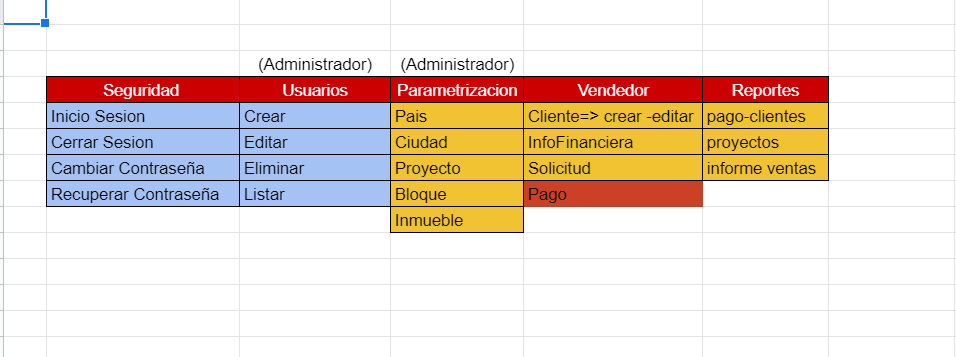 (Administrador) (Administrador)
Seguridad Usuarios Parametrizacion Vendedor Reportes
Inicio Sesion Crear Pais Cliente=> crear -editar pago-clientes
Cerrar Sesion Editar Ciudad InfoFinanciera proyectos
Cambiar Contraseña Eliminar Proyecto Solicitud informe ventas
Recuperar Contraseña Listar Bloque Pago
Inmueble